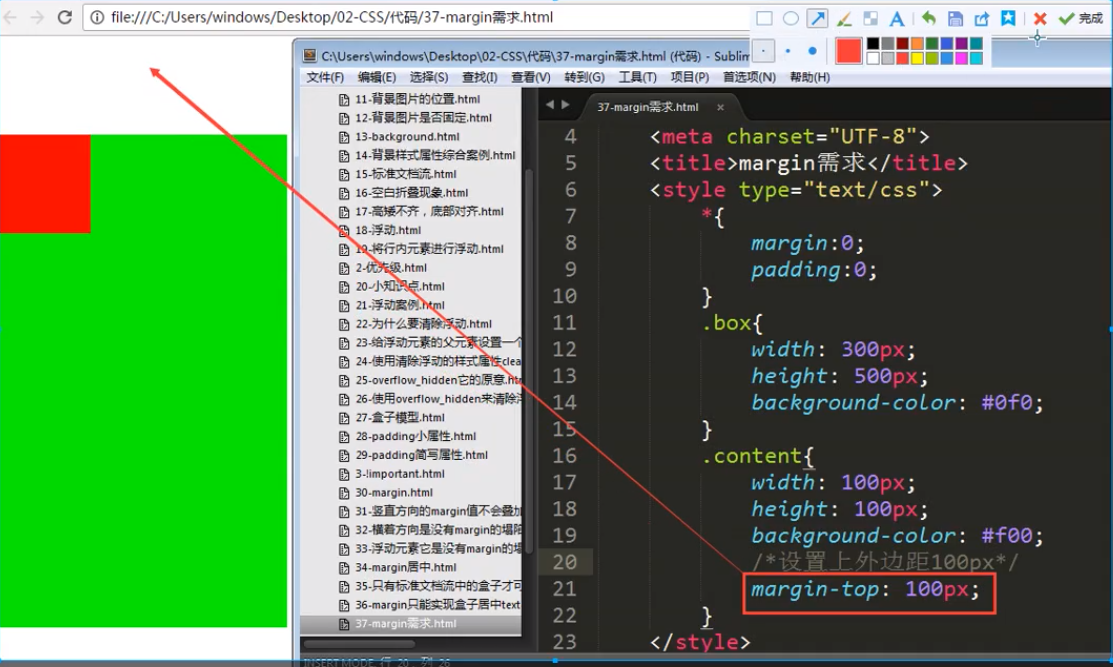 file:///C:/Users/windows/Desktop/02-CSS/代码/37-margin需求.html
完成
C:\Users\windows\Desktop\02-CSS\代码\37-margin需求.html (代码) - Sublim
文件(F) 编辑(E) 选择(S) 查找(I) 查看(V) 转到(G) 工具(T) 项目(P) 首选项(N) 帮助(H)
11-背景图片的位置.html
12-背景图片是否固定.html
13-background.html
14-背景样式属性综合案例.html
15-标准文档流.html
16-空白折叠现象.html
17-高矮不齐，底部对齐.html
18-浮动.html
19-将行内元素进行浮动.html
2-优先级.html
20-小知识点.html
21-浮动案例.html
22-为什么要清除浮动.html
23-给浮动元素的父元素设置一个
24-使用清除浮动的样式属性clea
25-overflow_hidden它的原意.htm
26-使用overflow_hidden来清除浮
27-盒子模型.html
28-padding小属性.html
29-padding简写属性.html
3-!important.html
30-margin.html
31-竖直方向的margin值不会叠加
32-横着方向是没有margin的塌陷
33-浮动元素它是没有margin的塌
34-margin居中.html
35-只有标准文档流中的盒子才可
36-margin只能实现盒子居中text
37-margin需求.html
37-margin需求.html ×
4 <meta charset="UTF-8">
5 <title>margin需求</title>
6 <style type="text/css">
7 *{
8 margin:0;
9 padding:0;
10 }
11 .box{
12 width: 300px;
13 height: 500px;
14 background-color: #0f0;
15 }
16 .content{
17 width: 100px;
18 height: 100px;
19 background-color: #f00;
20 /*设置上外边距100px*/
21 margin-top: 100px;
22 }
23 </style>
INSERT MODE, 行 20，列 26